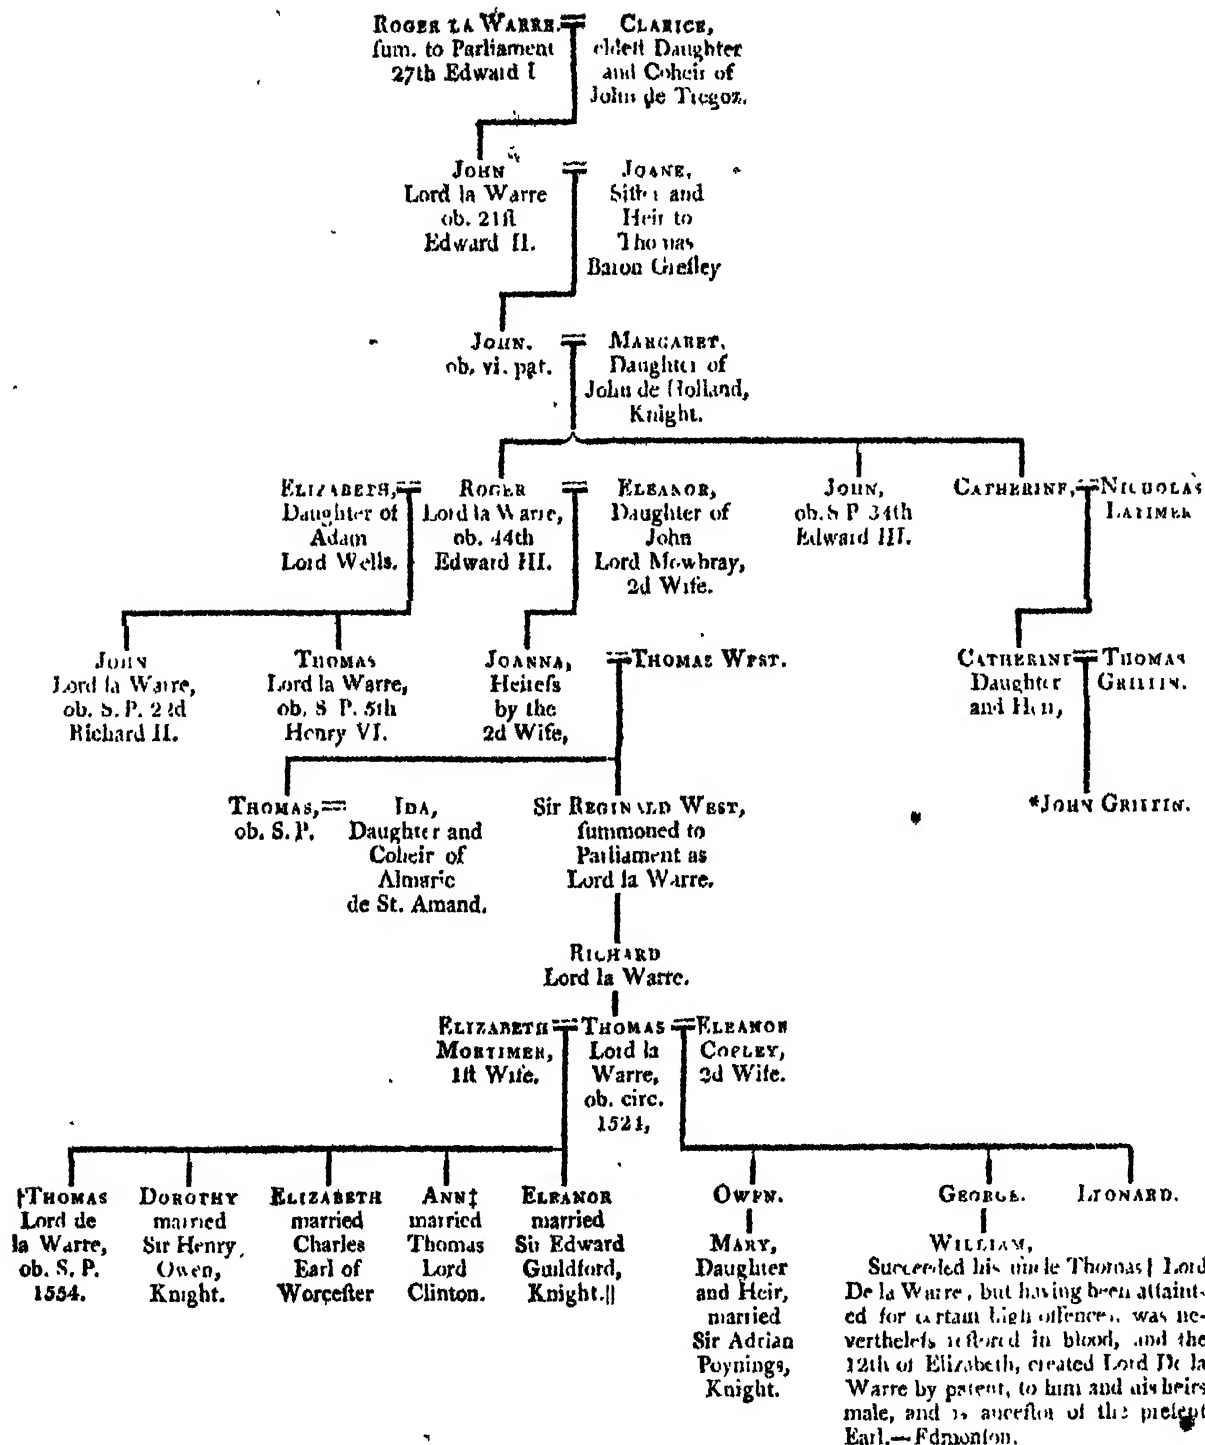 ROGER LA WARRE.
ſum. to Parliament
27th Edward I
CLARICE,
eldeſt Daughter
and Coheir of
John de Tregoz.
JOHN
Lord la Warre
ob. 21ſt
Edward II.
JOANE,
Siſter and
Heir to
Thomas
Baron Greſley
JOHN.
ob. vi. pat.
MARGARET,
Daughter of
John de Holland,
Knight.
ELIZABETH,
Daughter of
Adam
Lord Wells.
ROGER
Lord la Warre,
ob. 44th
Edward III.
ELEANOR,
Daughter of
John
Lord Mowbray,
2d Wife.
JOHN,
ob. S P 34th
Edward III.
CATHERINE,
NICHOLAS
LATIMER
JOHN
Lord la Warre,
ob. S. P. 22d
Richard II.
THOMAS
Lord la Warre,
ob. S P. 5th
Henry VI.
JOANNA,
Heireſs
by the
2d Wife,
THOMAS WEST.
CATHERINE
Daughter
and Heir,
THOMAS
GRIFFIN.
THOMAS,
ob. S. P.
IDA,
Daughter and
Coheir of
Almaric
de St. Amand.
Sir REGINALD WEST,
ſummoned to
Parliament as
Lord la Warre.
*JOHN GRIFFIN.
RICHARD
Lord la Warre.
ELIZABETH
MORTIMER,
1ſt Wife.
THOMAS
Lord la
Warre,
ob. circ.
1524,
ELEANOR
COPLEY,
2d Wife.
†THOMAS
Lord de
la Warre,
ob. S. P.
1554.
DOROTHY
married
Sir Henry
Owen,
Knight.
ELIZABETH
married
Charles
Earl of
Worceſter
ANN‡
married
Thomas
Lord
Clinton.
ELEANOR
married
Sir Edward
Guildford,
Knight.||
OWEN.
MARY,
Daughter
and Heir,
married
Sir Adrian
Poynings,
Knight.
GEORGE.
WILLIAM,
Succeeded his uncle Thomas† Lord
De la Warre, but having been attaint-
ed for certain high offences, was ne-
vertheleſs reſtored in blood, and the
12th of Elizabeth, created Lord De la
Warre by patent, to him and his heirs
male, and is anceſtor of the preſent
Earl.—Edmonſon.
LEONARD.